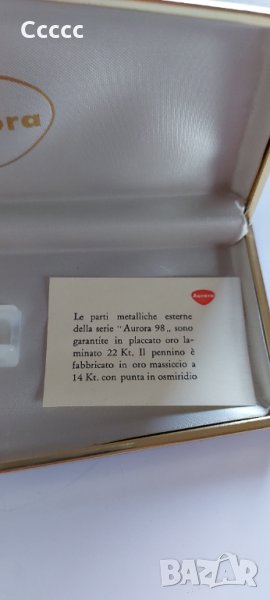 Ccccc
ora
Aurora
Le parti metalliche esterne
della serie "Aurora 98„ sono
garantite in placcato oro la-
minato 22 Kt. Il pennino è
fabbricato in oro massiccio a
14 Kt. con punta in osmiridio
BAZAR.bg